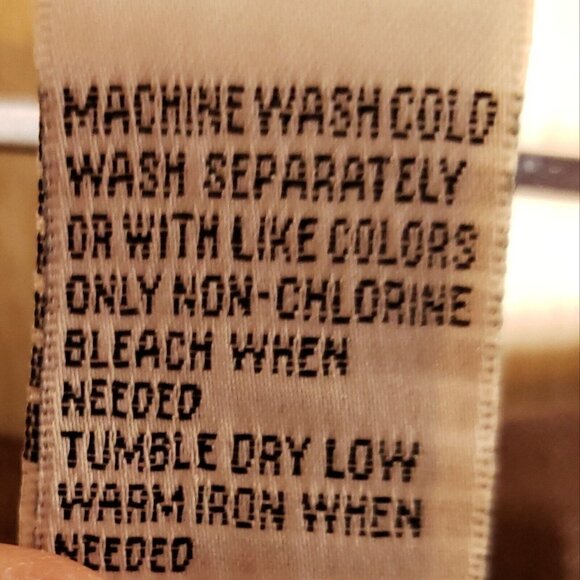 MACHINE WASH COLD
WASH SEPARATELY
OR WITH LIKE COLORS
ONLY NON-CHLORINE
BLEACH WHEN
NEEDED
TUMBLE DRY LOW
WARM IRON WHEN
NEEDED